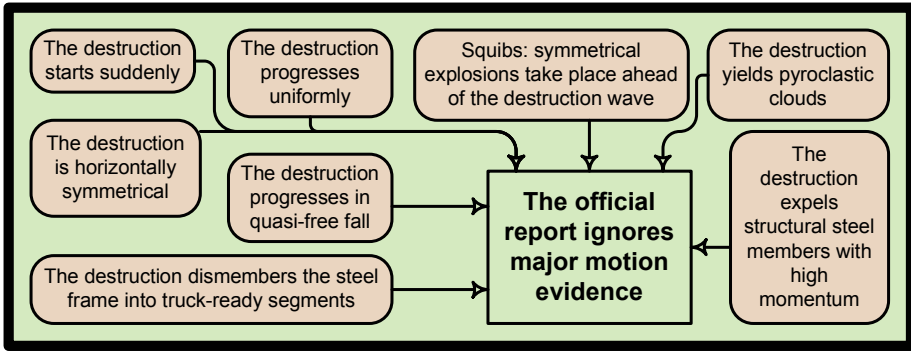 The destruction
starts suddenly
The destruction
progresses
uniformly
Squibs: symmetrical
explosions take place ahead
of the destruction wave
The destruction
yields pyroclastic
clouds
The destruction
is horizontally
symmetrical
The destruction
progresses in
quasi-free fall
The official
report ignores
major motion
evidence
The
destruction
expels
structural steel
members with
high
momentum
The destruction dismembers the steel
frame into truck-ready segments